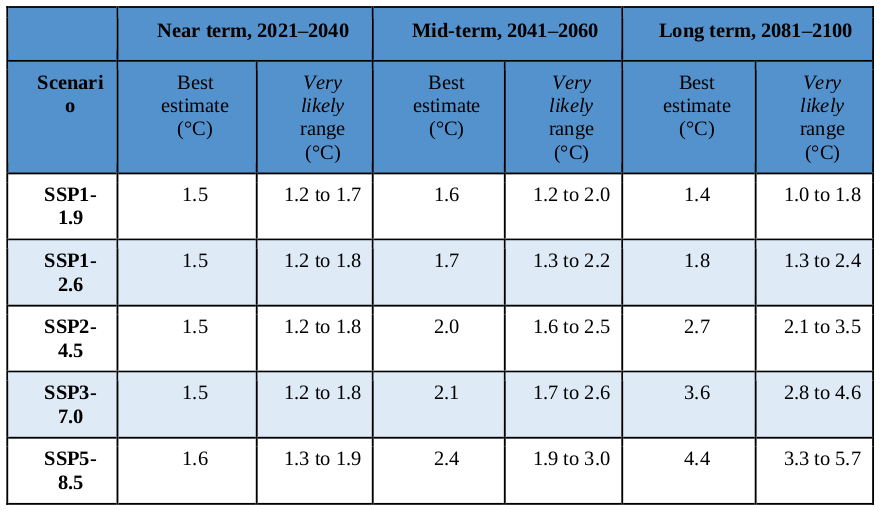 Near term, 2021–2040 Mid-term, 2041–2060 Long term, 2081–2100
Scenari
o
Best
estimate
(°C)
Very
likely
range
(°C)
Best
estimate
(°C)
Very
likely
range
(°C)
Best
estimate
(°C)
Very
likely
range
(°C)
SSP1-
1.9
1.5 1.2 to 1.7 1.6 1.2 to 2.0 1.4 1.0 to 1.8
SSP1-
2.6
1.5 1.2 to 1.8 1.7 1.3 to 2.2 1.8 1.3 to 2.4
SSP2-
4.5
1.5 1.2 to 1.8 2.0 1.6 to 2.5 2.7 2.1 to 3.5
SSP3-
7.0
1.5 1.2 to 1.8 2.1 1.7 to 2.6 3.6 2.8 to 4.6
SSP5-
8.5
1.6 1.3 to 1.9 2.4 1.9 to 3.0 4.4 3.3 to 5.7